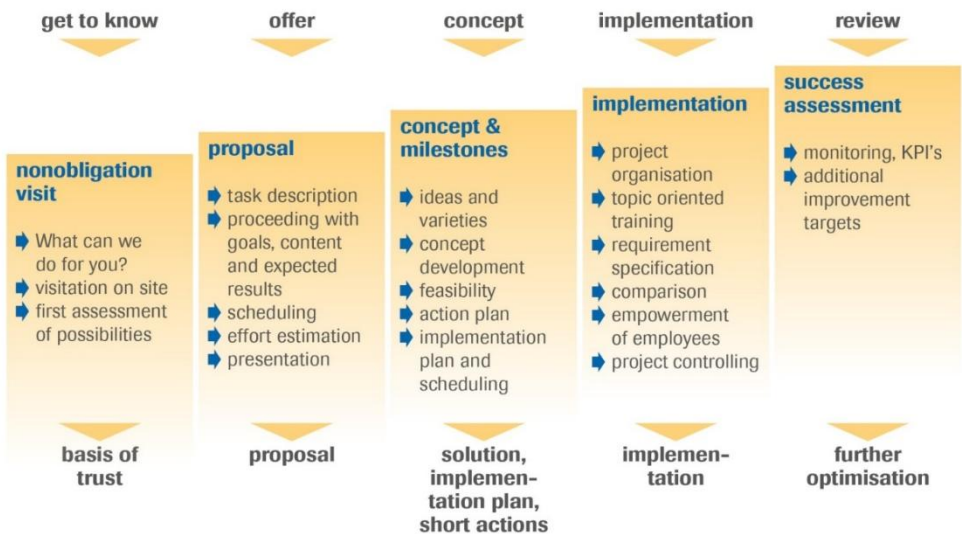 get to know
offer
concept
implementation
review
nonobligation
visit
What can we
do for you?
visitation on site
first assessment
of possibilities
proposal
task description
proceeding with
goals, content
and expected
results
scheduling
effort estimation
presentation
concept &
milestones
ideas and
varieties
concept
development
feasibility
action plan
implementation
plan and
scheduling
implementation
project
organisation
topic oriented
training
requirement
specification
comparison
empowerment
of employees
project controlling
success
assessment
monitoring, KPI's
additional
improvement
targets
basis of
trust
proposal
solution,
implemen-
tation plan,
short actions
implemen-
tation
further
optimisation